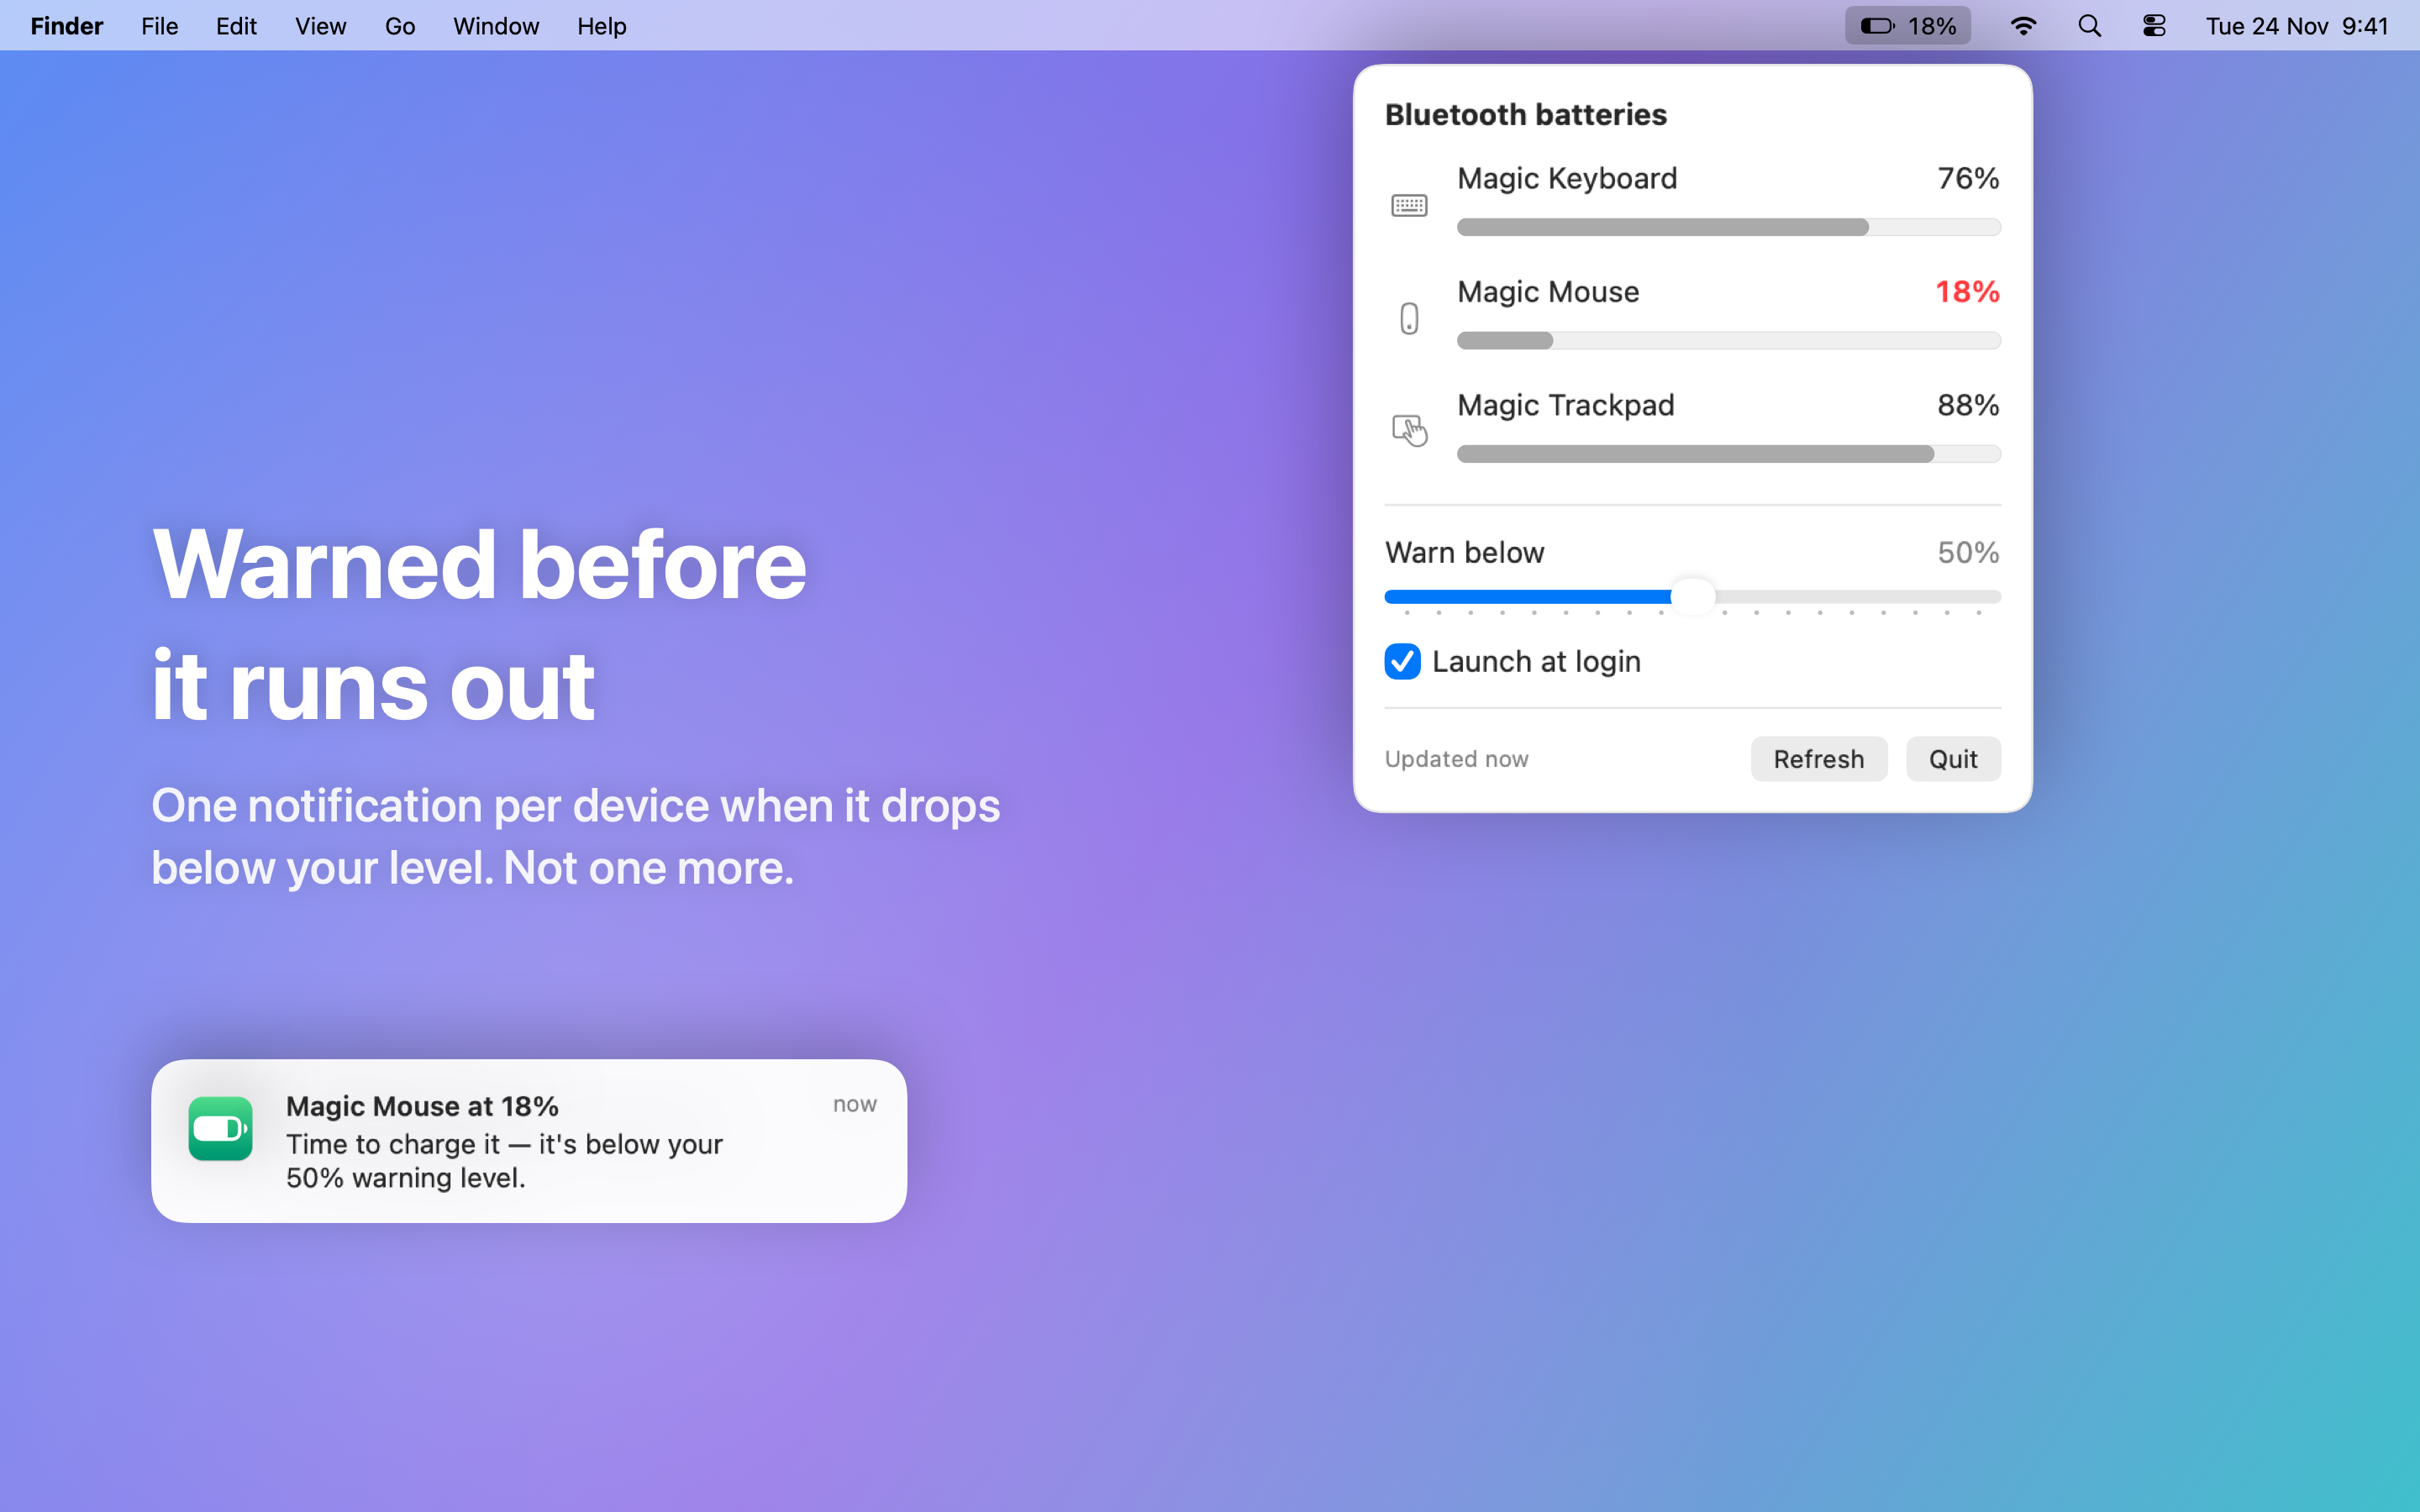 Finder File Edit View Go Window Help 18% Tue 24 Nov 9:41
Bluetooth batteries
Magic Keyboard 76%
Magic Mouse 18%
Magic Trackpad 88%
Warn below 50%
Launch at login
Updated now Refresh Quit
Warned before
it runs out
One notification per device when it drops
below your level. Not one more.
Magic Mouse at 18% now
Time to charge it — it's below your
50% warning level.